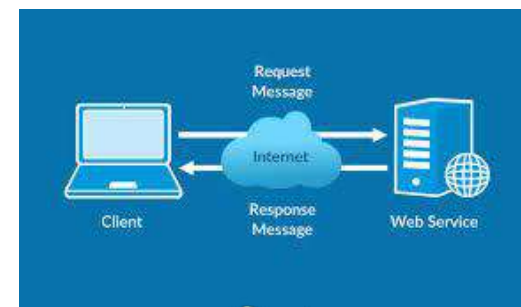 Request
Message
Internet
Client
Response
Message
Web Service